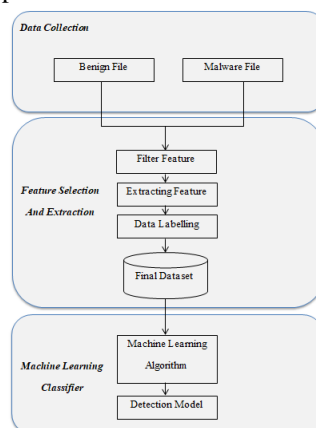 Data Collection
Benign File
Malware File
Filter Feature
Feature Selection
And Extraction
Extracting Feature
Data Labelling
Final Dataset
Machine Learning
Classifier
Machine Learning
Algorithm
Detection Model